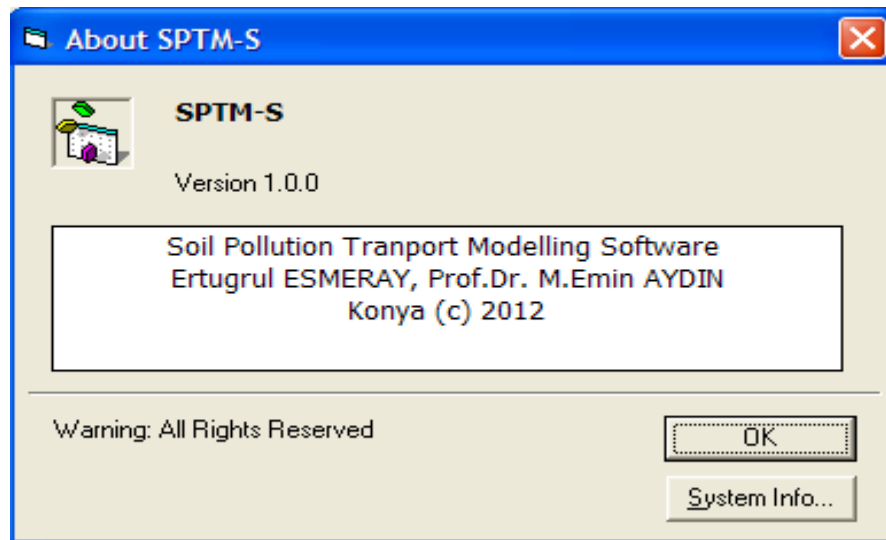 About SPTM-S
SPTM-S
Version 1.0.0
Soil Pollution Tranport Modelling Software
Ertugrul ESMERAY, Prof.Dr. M.Emin AYDIN
Konya (c) 2012
Warning: All Rights Reserved
OK
System Info...